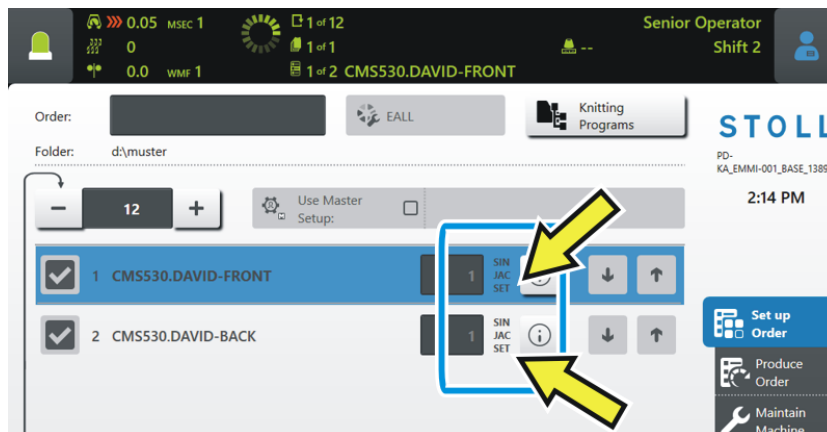 0.05 MSEC 1
1 of 12
Senior Operator
0
1 of 1
--
Shift 2
0.0 WMF 1
1 of 2 CMS530.DAVID-FRONT
Order:
EALL
Knitting
Programs
STOLL
Folder: d:\muster
PD-
KA_EMMI-001_BASE_1389
2:14 PM
− 12 +
Use Master
Setup:
1 CMS530.DAVID-FRONT
1
SIN
JAC
SET
2 CMS530.DAVID-BACK
1
SIN
JAC
SET
Set up
Order
Produce
Order
Maintain
Machine